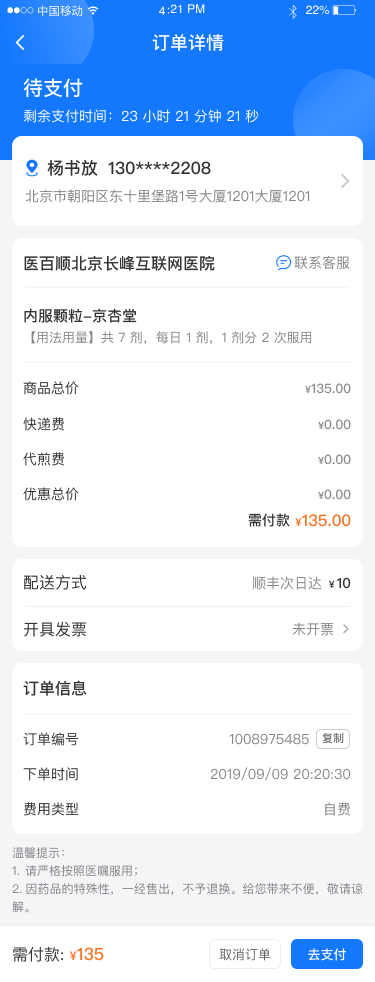 中国移动 4:21 PM 22%
订单详情
待支付
剩余支付时间：23 小时 21 分钟 21 秒
杨书放 130****2208
北京市朝阳区东十里堡路1号大厦1201大厦1201
医百顺北京长峰互联网医院 联系客服
内服颗粒-京杏堂
【用法用量】共 7 剂，每日 1 剂，1 剂分 2 次服用
商品总价 ¥135.00
快递费 ¥0.00
代煎费 ¥0.00
优惠总价 ¥0.00
需付款 ¥135.00
配送方式 顺丰次日达 ¥10
开具发票 未开票
订单信息
订单编号 1008975485 复制
下单时间 2019/09/09 20:20:30
费用类型 自费
温馨提示：
1. 请严格按照医嘱服用；
2. 因药品的特殊性，一经售出，不予退换。给您带来不便，敬请谅
解。
需付款: ¥135 取消订单 去支付